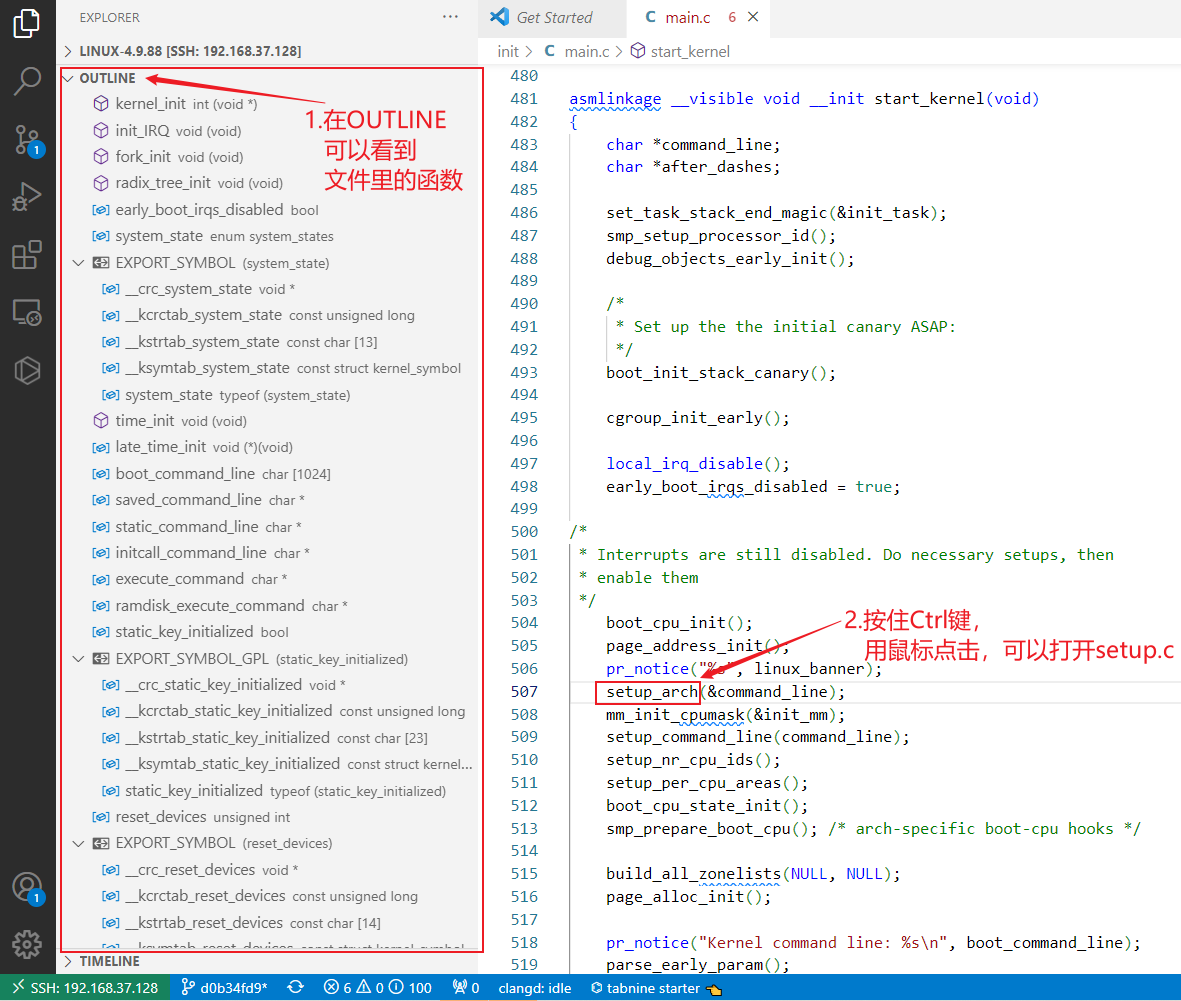 EXPLORER
LINUX-4.9.88 [SSH: 192.168.37.128]
OUTLINE
kernel_init int (void *)
init_IRQ void (void)
fork_init void (void)
radix_tree_init void (void)
early_boot_irqs_disabled bool
system_state enum system_states
EXPORT_SYMBOL (system_state)
__crc_system_state void *
__kcrctab_system_state const unsigned long
__kstrtab_system_state const char [13]
__ksymtab_system_state const struct kernel_symbol
system_state typeof (system_state)
time_init void (void)
late_time_init void (*)(void)
boot_command_line char [1024]
saved_command_line char *
static_command_line char *
initcall_command_line char *
execute_command char *
ramdisk_execute_command char *
static_key_initialized bool
EXPORT_SYMBOL_GPL (static_key_initialized)
__crc_static_key_initialized void *
__kcrctab_static_key_initialized const unsigned long
__kstrtab_static_key_initialized const char [23]
__ksymtab_static_key_initialized const struct kernel...
static_key_initialized typeof (static_key_initialized)
reset_devices unsigned int
EXPORT_SYMBOL (reset_devices)
__crc_reset_devices void *
__kcrctab_reset_devices const unsigned long
__kstrtab_reset_devices const char [14]
__ksymtab_reset_devices const struct kernel_symbol
TIMELINE
1.在OUTLINE
可以看到
文件里的函数
Get Started
main.c 6
init > C main.c > start_kernel
480
481 asmlinkage __visible void __init start_kernel(void)
482 {
483 char *command_line;
484 char *after_dashes;
485
486 set_task_stack_end_magic(&init_task);
487 smp_setup_processor_id();
488 debug_objects_early_init();
489
490 /*
491 * Set up the the initial canary ASAP:
492 */
493 boot_init_stack_canary();
494
495 cgroup_init_early();
496
497 local_irq_disable();
498 early_boot_irqs_disabled = true;
499
500 /*
501 * Interrupts are still disabled. Do necessary setups, then
502 * enable them
503 */
504 boot_cpu_init();
505 page_address_init();
506 pr_notice("%s", linux_banner);
507 setup_arch(&command_line);
508 mm_init_cpumask(&init_mm);
509 setup_command_line(command_line);
510 setup_nr_cpu_ids();
511 setup_per_cpu_areas();
512 boot_cpu_state_init();
513 smp_prepare_boot_cpu(); /* arch-specific boot-cpu hooks */
514
515 build_all_zonelists(NULL, NULL);
516 page_alloc_init();
517
518 pr_notice("Kernel command line: %s\n", boot_command_line);
519 parse_early_param();
2.按住Ctrl键，
用鼠标点击，可以打开setup.c
1
1
SSH: 192.168.37.128 d0b34fd9* 6 0 100 0 clangd: idle tabnine starter